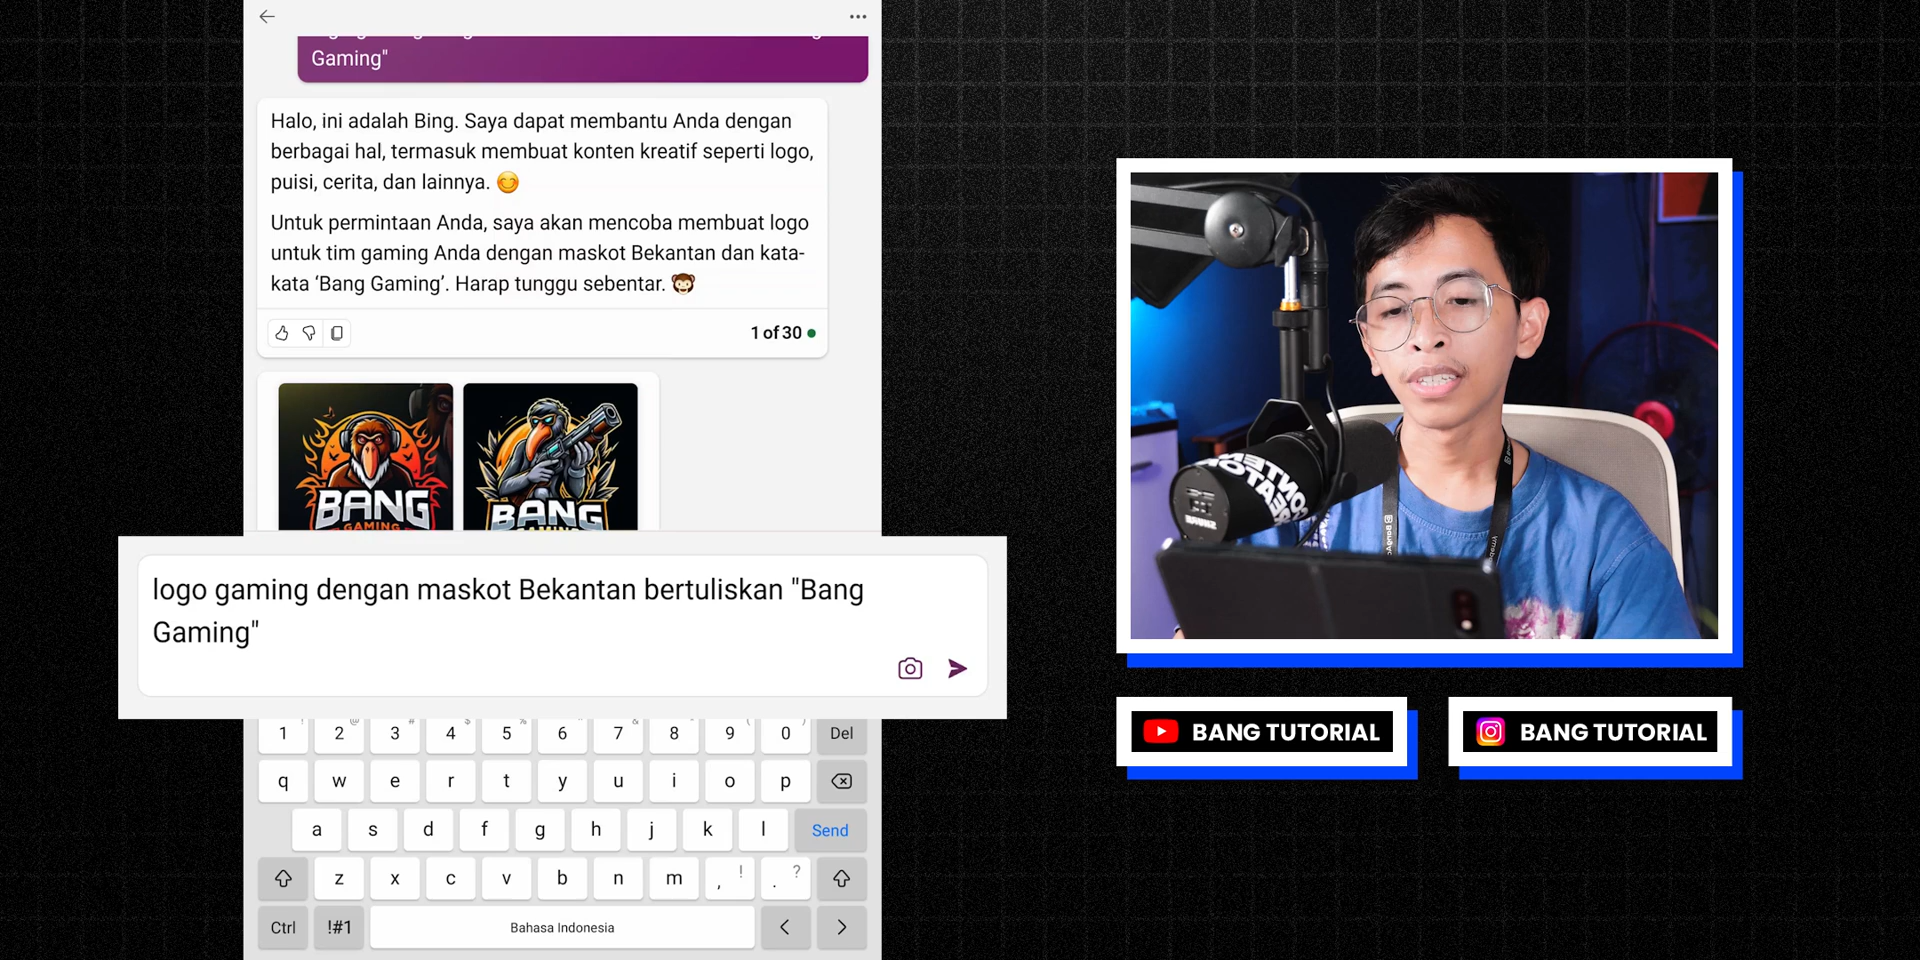 Gaming"
Halo, ini adalah Bing. Saya dapat membantu Anda dengan
berbagai hal, termasuk membuat konten kreatif seperti logo,
puisi, cerita, dan lainnya. 😊
Untuk permintaan Anda, saya akan mencoba membuat logo
untuk tim gaming Anda dengan maskot Bekantan dan kata-
kata ‘Bang Gaming’. Harap tunggu sebentar. 🐵
1 of 30
BANG
GAMING
BANG
logo gaming dengan maskot Bekantan bertuliskan "Bang
Gaming"
1 2 3 4 5 6 7 8 9 0 Del
q w e r t y u i o p
a s d f g h j k l Send
z x c v b n m , ! . ?
Ctrl !#1 Bahasa Indonesia < >
BANG TUTORIAL
BANG TUTORIAL